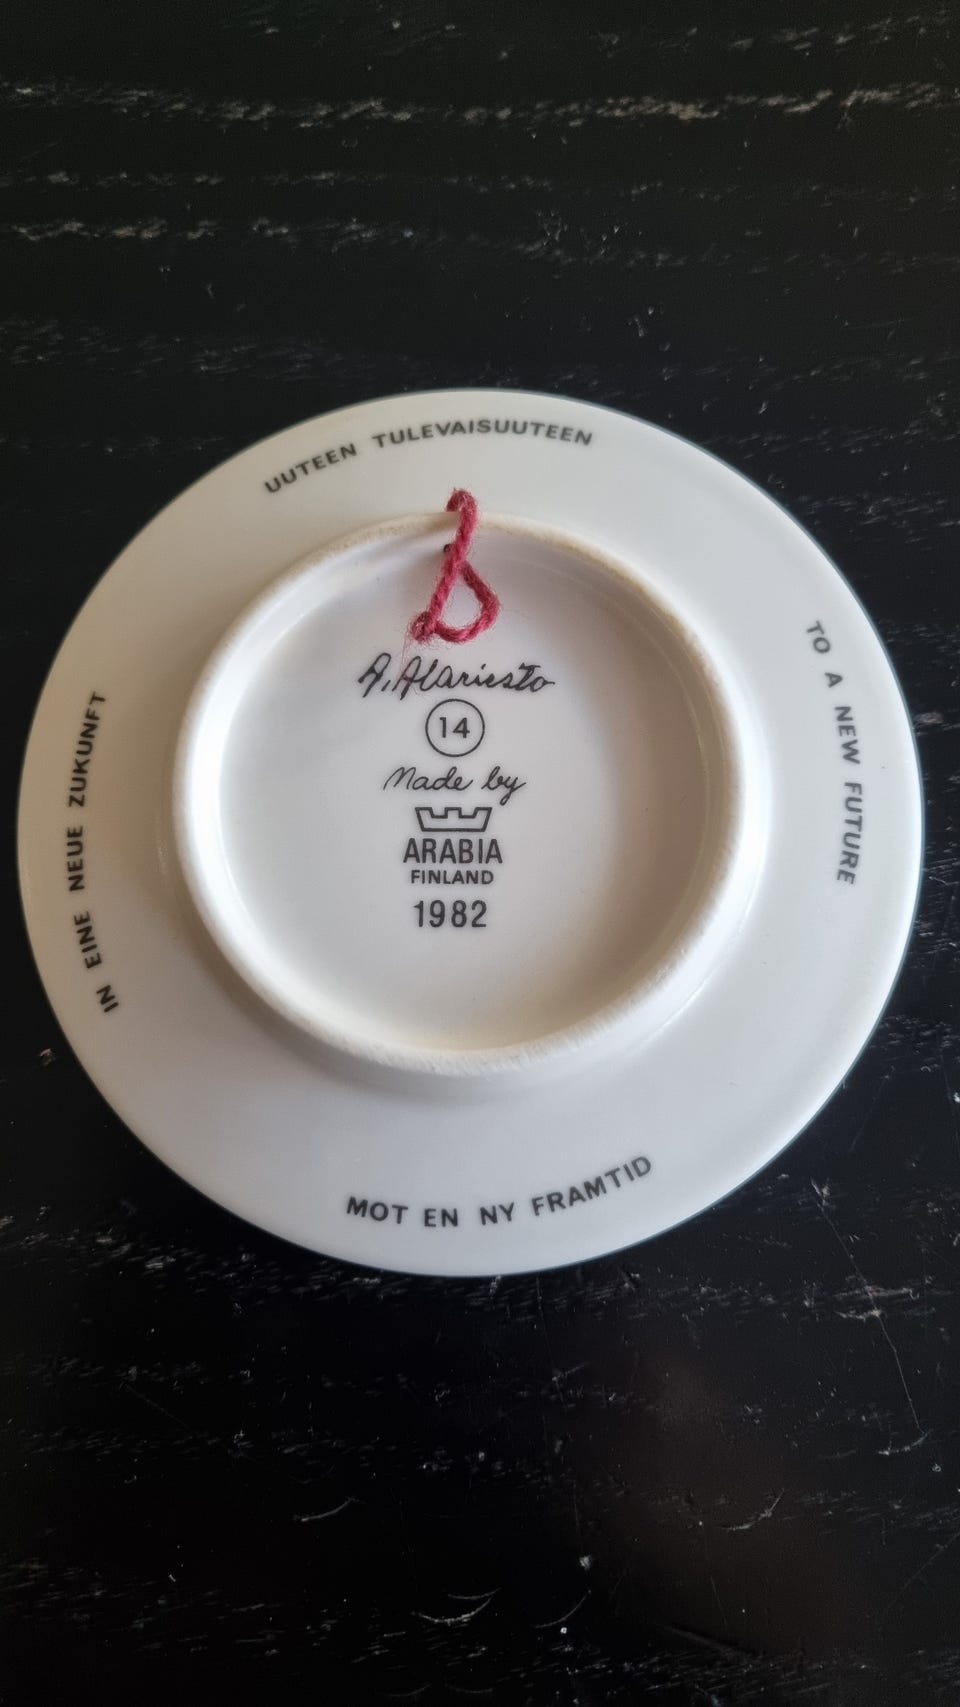 UUTEEN TULEVAISUUTEEN
TO A NEW FUTURE
IN EINE NEUE ZUKUNFT
A. Alariesto
14
Made by
ARABIA
FINLAND
1982
MOT EN NY FRAMTID